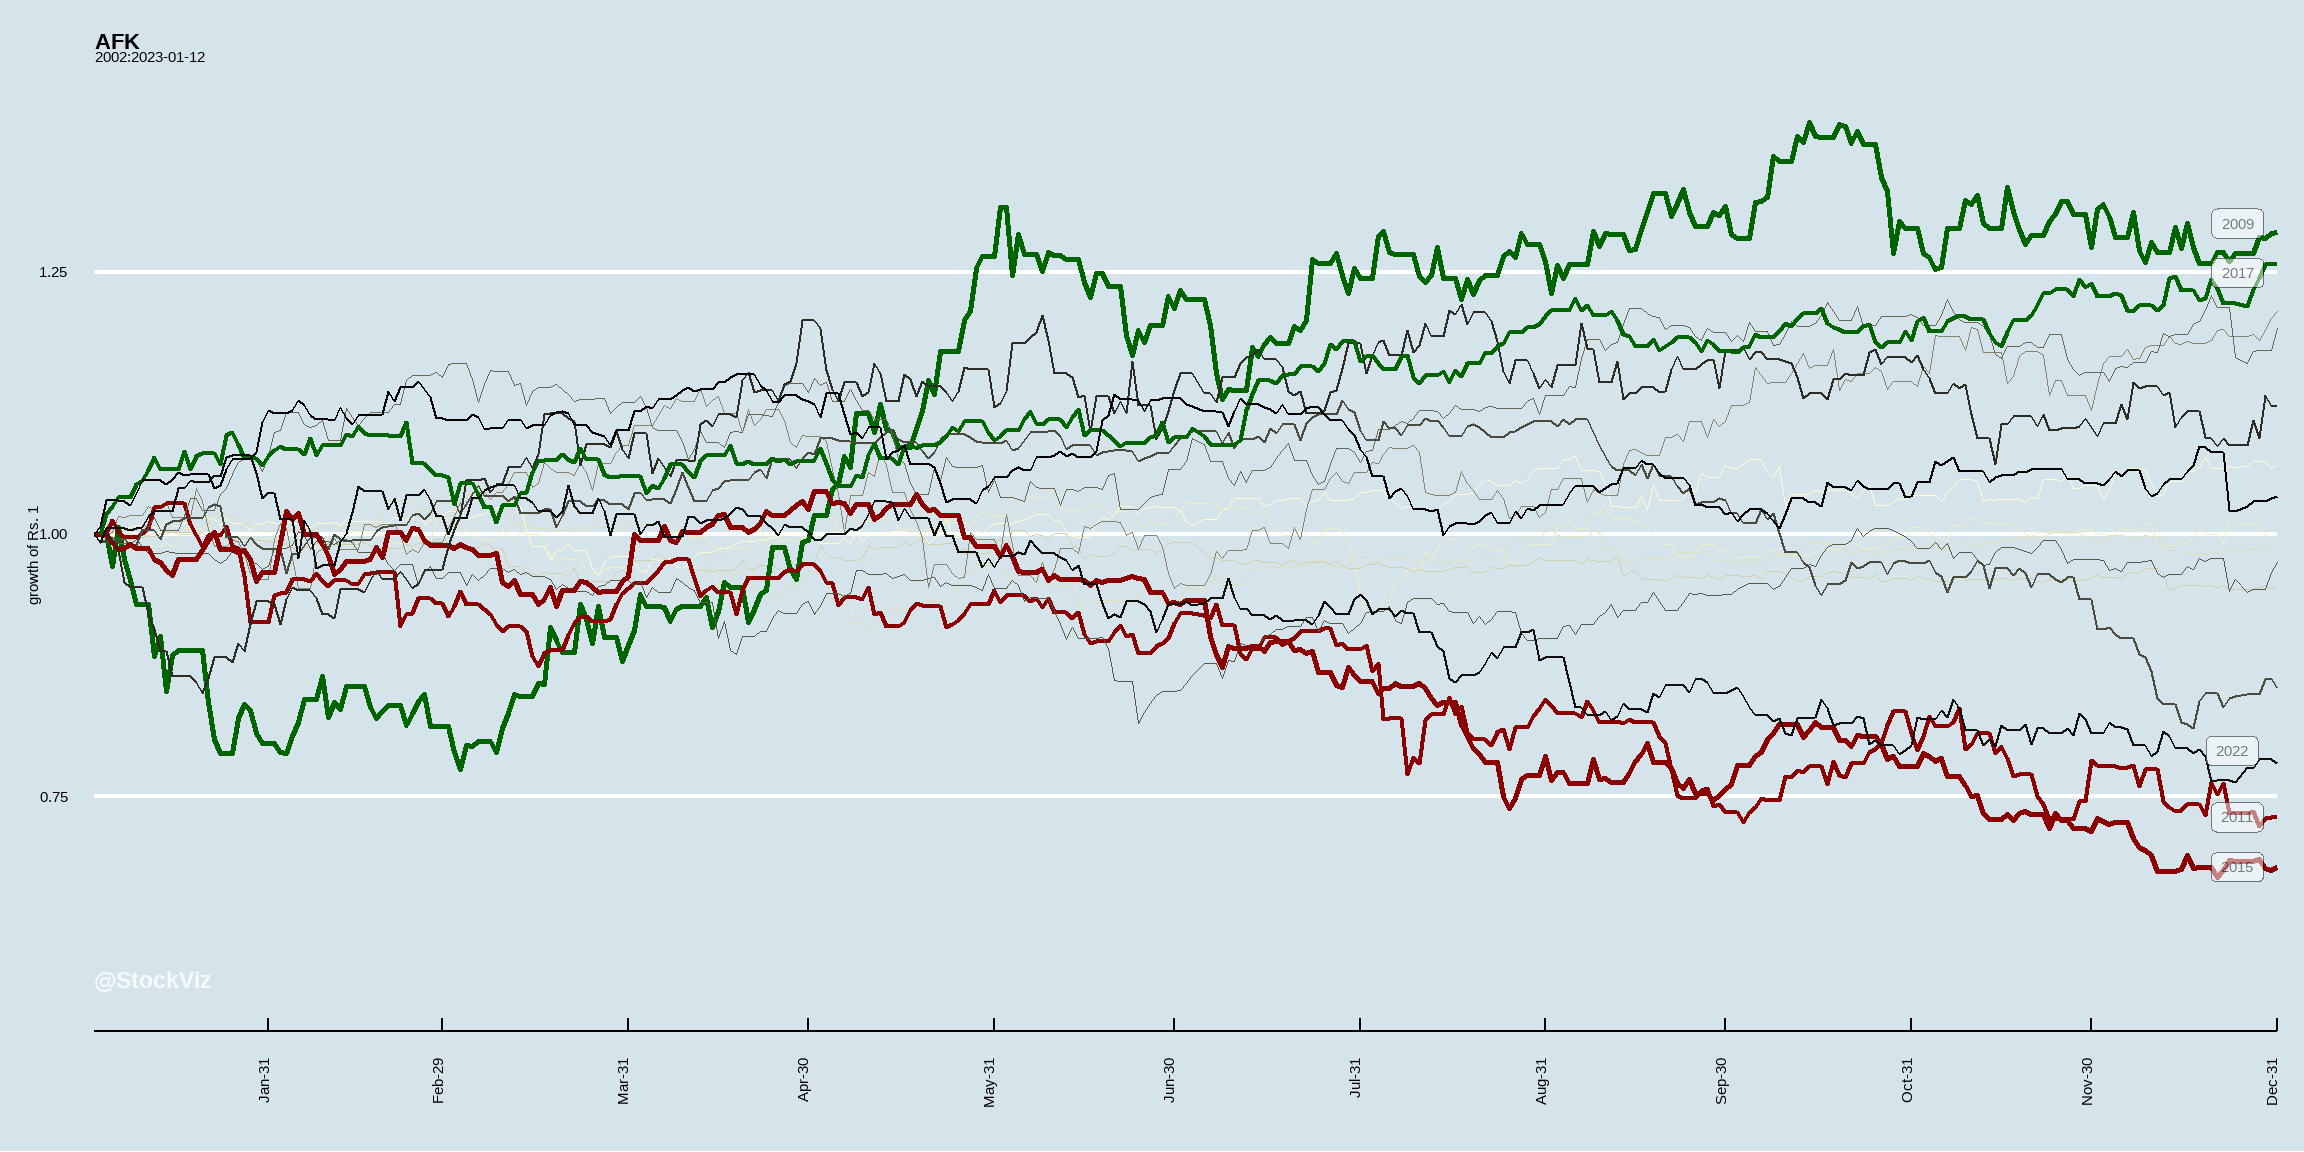 AFK
2002:2023-01-12
2009
1.25
2017
growth of Rs. 1
1.00
2022
0.75
2011
2015
@StockViz
Jan-31
Feb-29
Mar-31
Apr-30
May-31
Jun-30
Jul-31
Aug-31
Sep-30
Oct-31
Nov-30
Dec-31